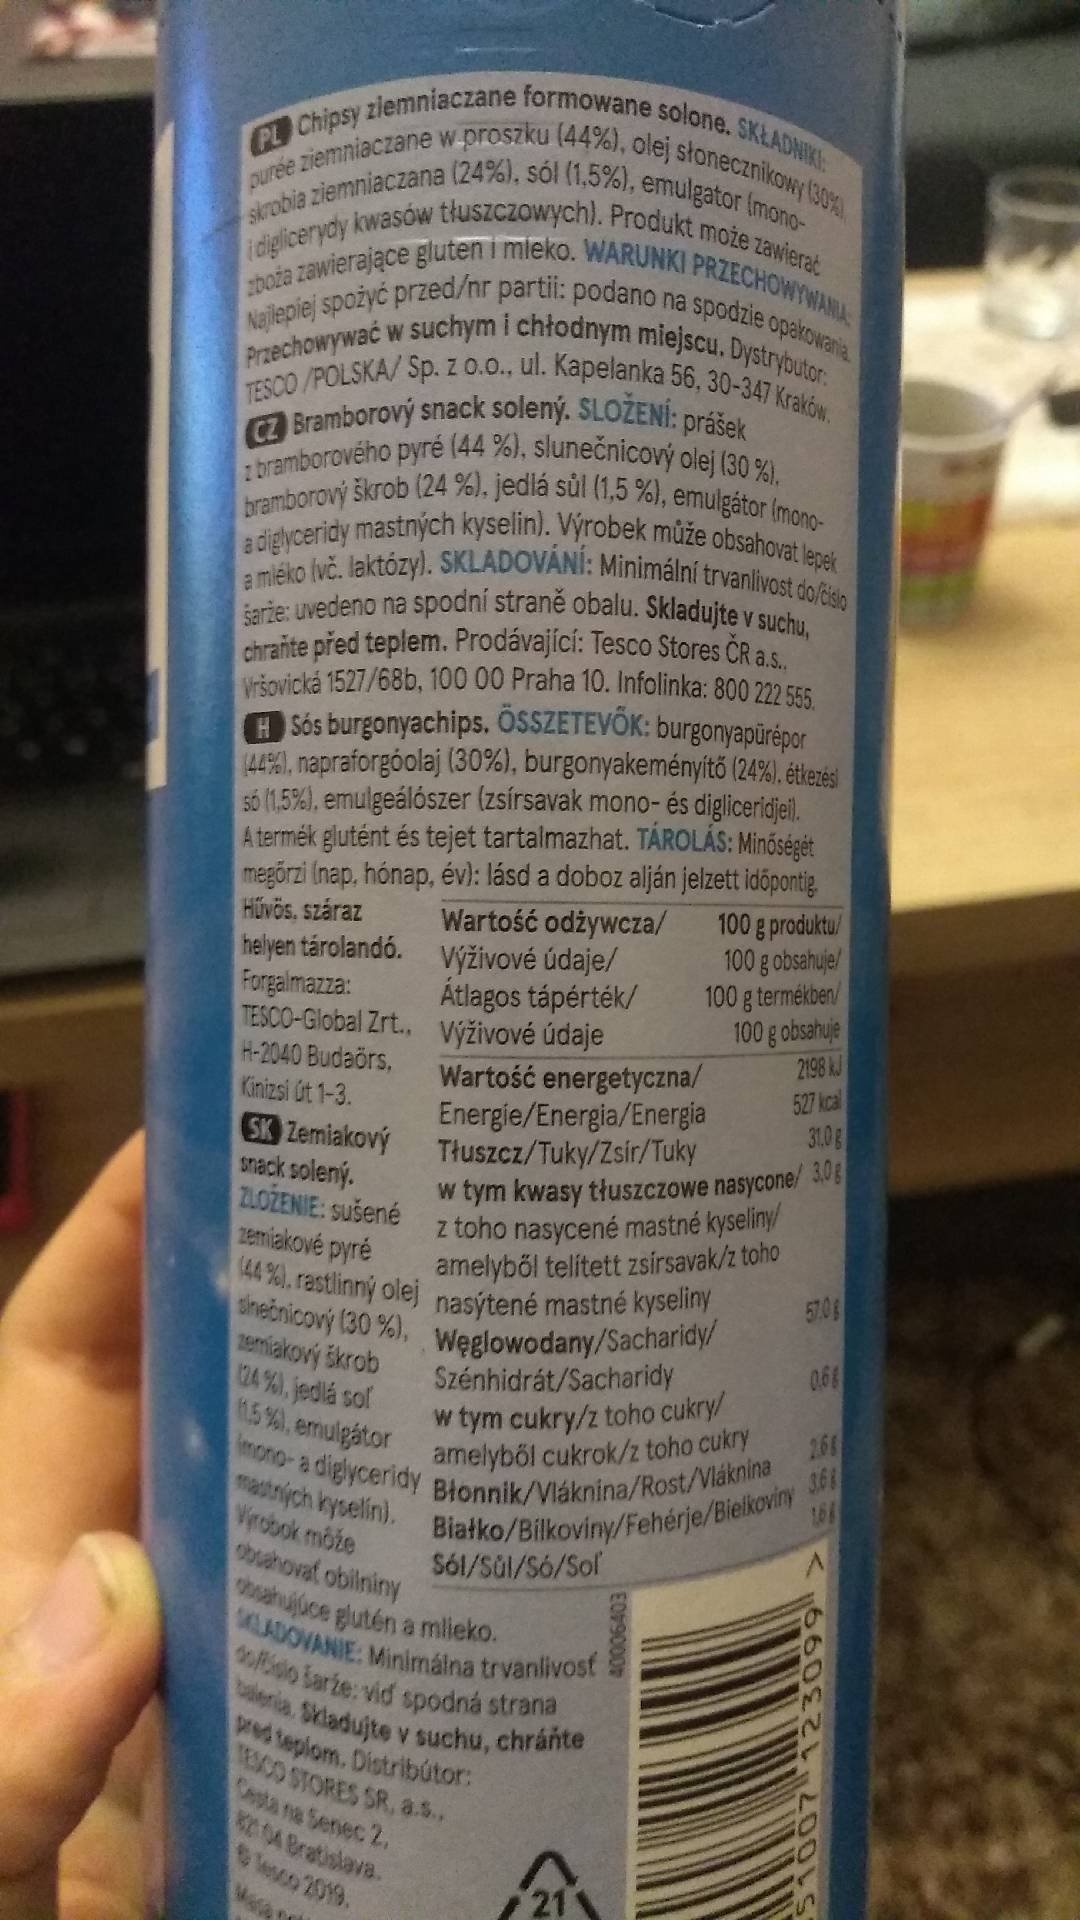 PL Chipsy ziemniaczane formowane solone. SKŁADNIKI:
purée ziemniaczane w proszku (44%), olej słonecznikowy (30%),
skrobia ziemniaczana (24%), sól (1,5%), emulgator (mono-
i diglicerydy kwasów tłuszczowych). Produkt może zawierać
zboża zawierające gluten i mleko. WARUNKI PRZECHOWYWANIA:
Najlepiej spożyć przed/nr partii: podano na spodzie opakowania.
Przechowywać w suchym i chłodnym miejscu. Dystrybutor:
TESCO /POLSKA/ Sp. z o.o., ul. Kapelanka 56, 30-347 Kraków.
CZ Bramborový snack solený. SLOŽENÍ: prášek
z bramborového pyré (44 %), slunečnicový olej (30 %),
bramborový škrob (24 %), jedlá sůl (1,5 %), emulgátor (mono-
a diglyceridy mastných kyselin). Výrobek může obsahovat lepek
a mléko (vč. laktózy). SKLADOVÁNÍ: Minimální trvanlivost do/číslo
šarže: uvedeno na spodní straně obalu. Skladujte v suchu,
chraňte před teplem. Prodávající: Tesco Stores ČR a.s.,
Vršovická 1527/68b, 100 00 Praha 10. Infolinka: 800 222 555.
H Sós burgonyachips. ÖSSZETEVŐK: burgonyapürépor
(44%), napraforgóolaj (30%), burgonyakeményítő (24%), étkezési
só (1,5%), emulgeálószer (zsírsavak mono- és digliceridjei).
A termék glutént és tejet tartalmazhat. TÁROLÁS: Minőségét
megőrzi (nap, hónap, év): lásd a doboz alján jelzett időpontig.
Hűvös, száraz
helyen tárolandó.
Forgalmazza:
TESCO-Global Zrt.,
H-2040 Budaörs,
Kinizsi út 1-3.
SK Zemiakový
snack solený.
ZLOŽENIE: sušené
zemiakové pyré
(44 %), rastlinný olej
slnečnicový (30 %),
zemiakový škrob
(24 %), jedlá soľ
(1,5 %), emulgátor
(mono- a diglyceridy
mastných kyselín).
Výrobok môže
obsahovať obilniny
obsahujúce glutén a mlieko.
SKLADOVANIE: Minimálna trvanlivosť
do/číslo šarže: viď spodná strana
balenia. Skladujte v suchu, chráňte
pred teplom. Distribútor:
TESCO STORES SR, a.s.,
Cesta na Senec 2,
821 04 Bratislava.
© Tesco 2019.
Masa
Wartość odżywcza/ 100 g produktu/
Výživové údaje/ 100 g obsahuje/
Átlagos tápérték/ 100 g termékben/
Výživové údaje 100 g obsahuje
Wartość energetyczna/ 2198 kJ
Energie/Energia/Energia 527 kcal
Tłuszcz/Tuky/Zsír/Tuky 31,0 g
w tym kwasy tłuszczowe nasycone/ 3,0 g
z toho nasycené mastné kyseliny/
amelyből telített zsírsavak/z toho
nasýtené mastné kyseliny
Węglowodany/Sacharidy/ 57,0 g
Szénhidrát/Sacharidy
w tym cukry/z toho cukry/ 0,6 g
amelyből cukrok/z toho cukry
Błonnik/Vláknina/Rost/Vláknina 2,6 g
Białko/Bílkoviny/Fehérje/Bielkoviny 3,6 g
Sól/Sůl/Só/Soľ 1,6 g
40006403
51007 123099 >
21